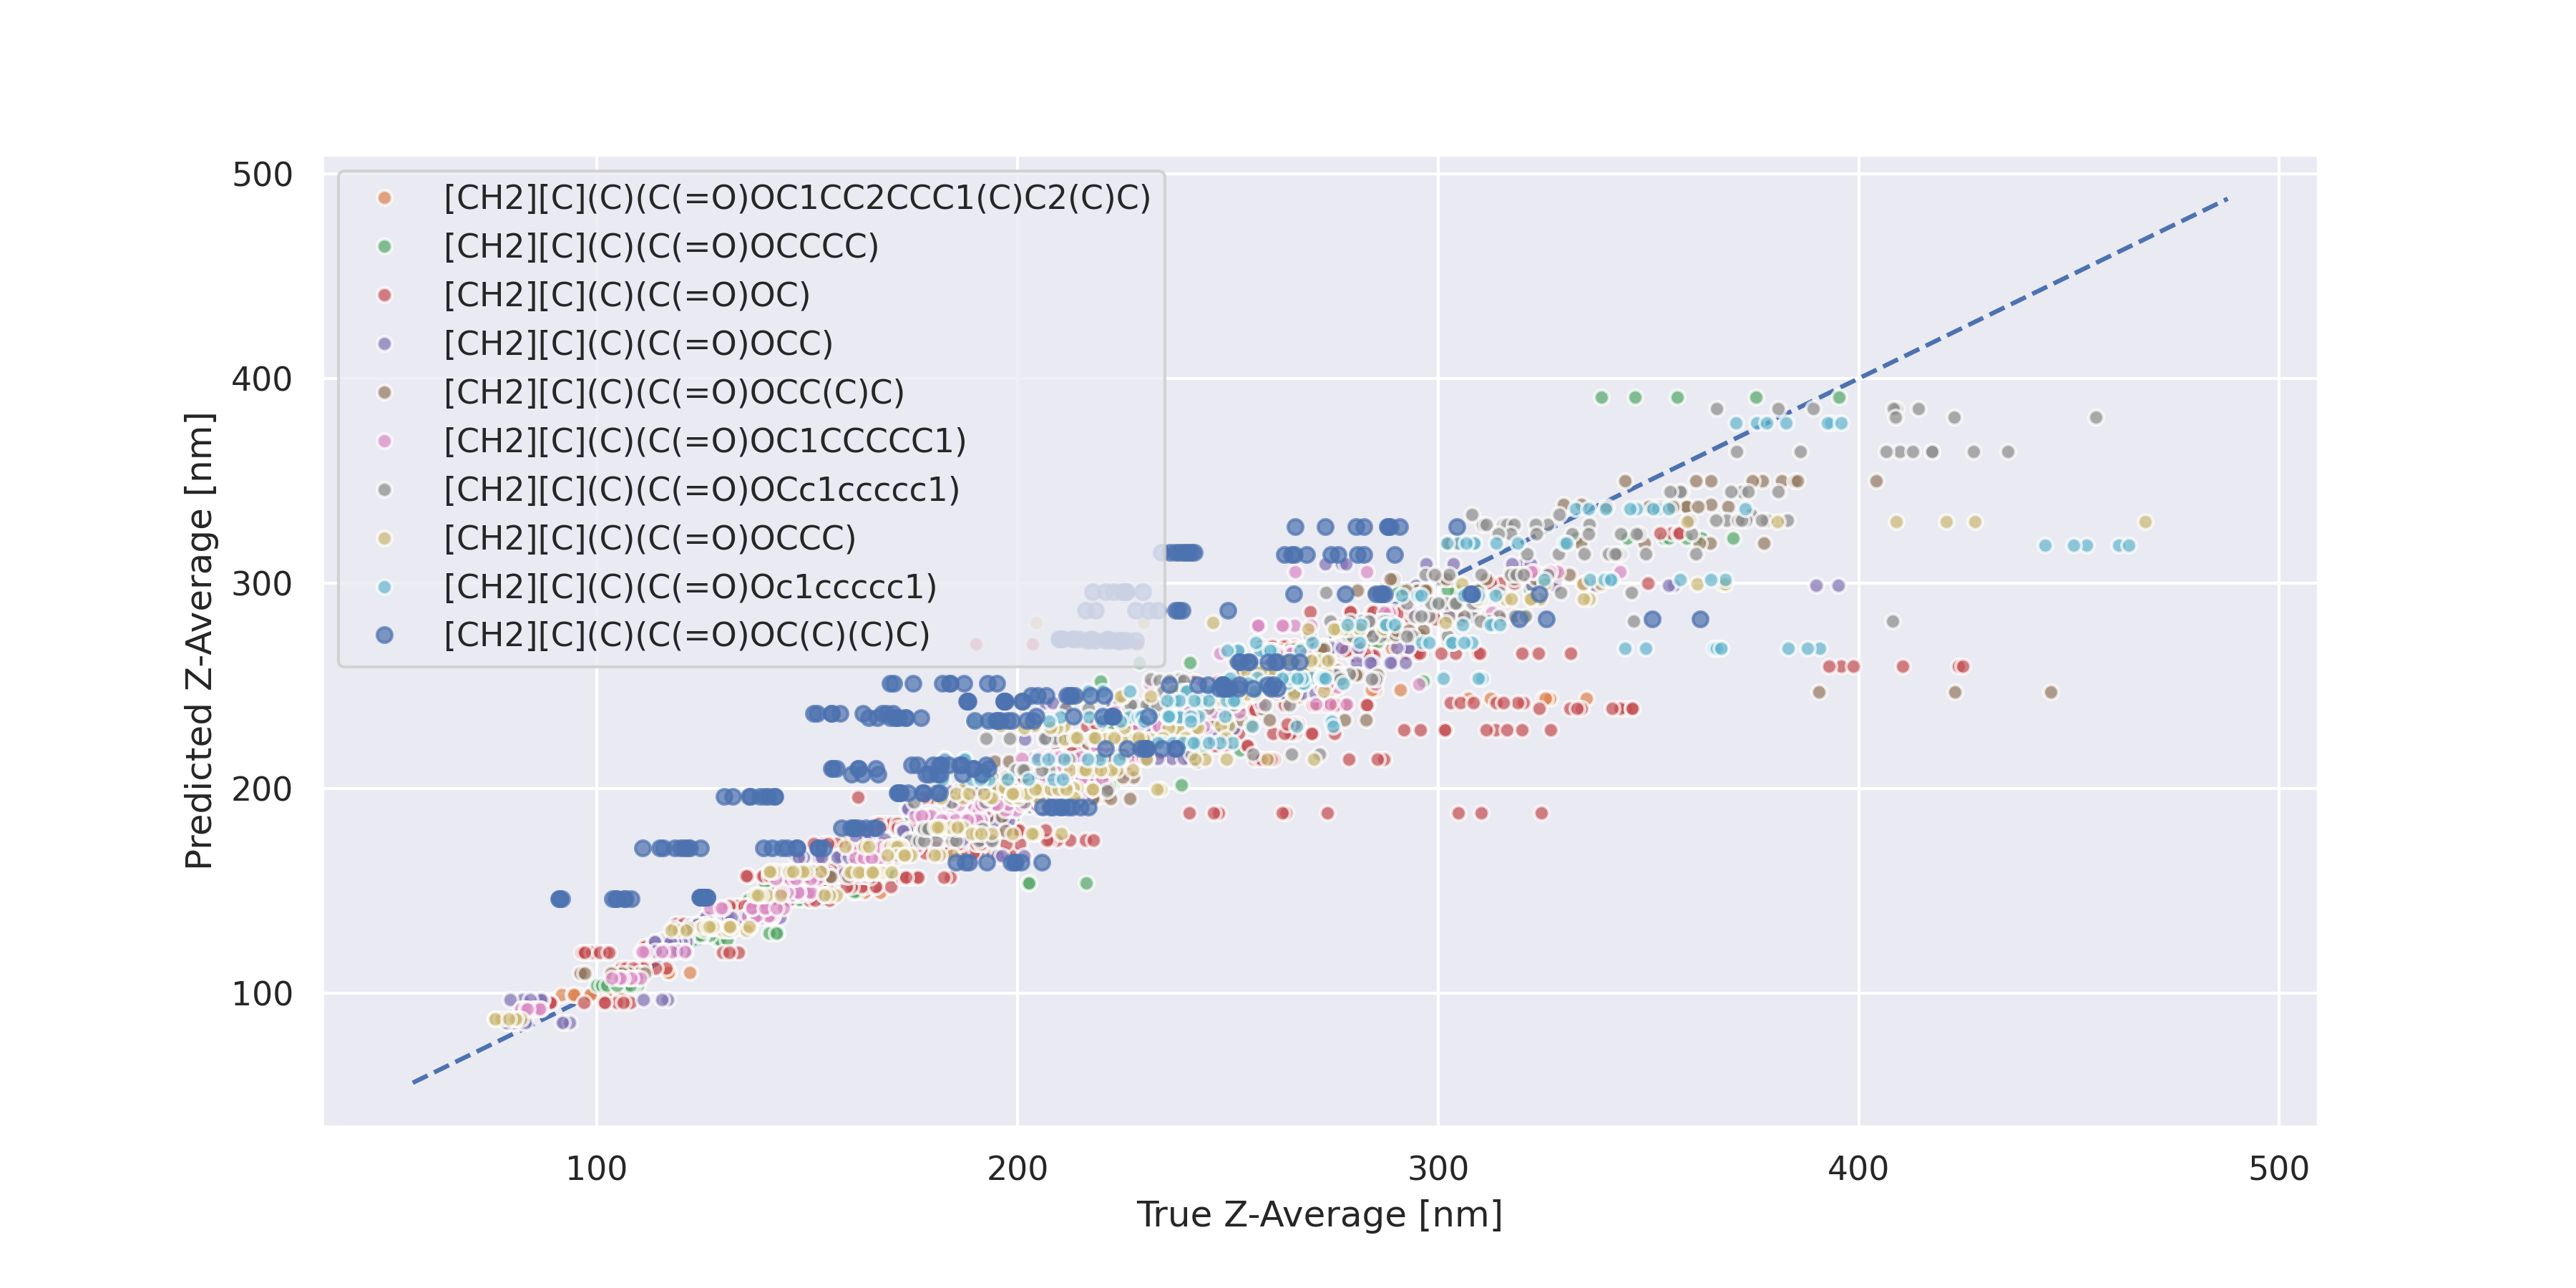 500
400
300
200
100
Predicted Z-Average [nm]
[CH2][C](C)(C(=O)OC1CC2CCC1(C)C2(C)C)
[CH2][C](C)(C(=O)OCCCC)
[CH2][C](C)(C(=O)OC)
[CH2][C](C)(C(=O)OCC)
[CH2][C](C)(C(=O)OCC(C)C)
[CH2][C](C)(C(=O)OC1CCCCC1)
[CH2][C](C)(C(=O)OCc1ccccc1)
[CH2][C](C)(C(=O)OCCC)
[CH2][C](C)(C(=O)Oc1ccccc1)
[CH2][C](C)(C(=O)OC(C)(C)C)
100 200 300 400 500
True Z-Average [nm]